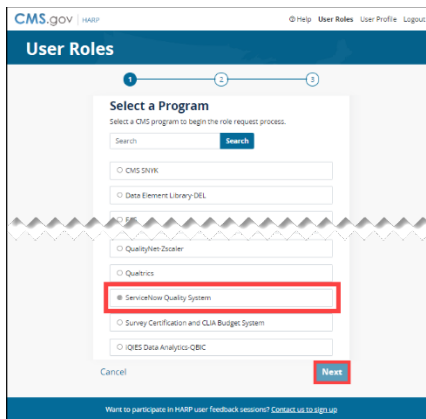 CMS.gov | HARP Help User Roles User Profile Logout
User Roles
1 2 3
Select a Program
Select a CMS program to begin the role request process.
Search Search
CMS SNYK
Data Element Library-DEL
QualityNet-Zscaler
Qualtrics
ServiceNow Quality System
Survey Certification and CLIA Budget System
iQIES Data Analytics-QBIC
Cancel Next
Want to participate in HARP user feedback sessions? Contact us to sign up